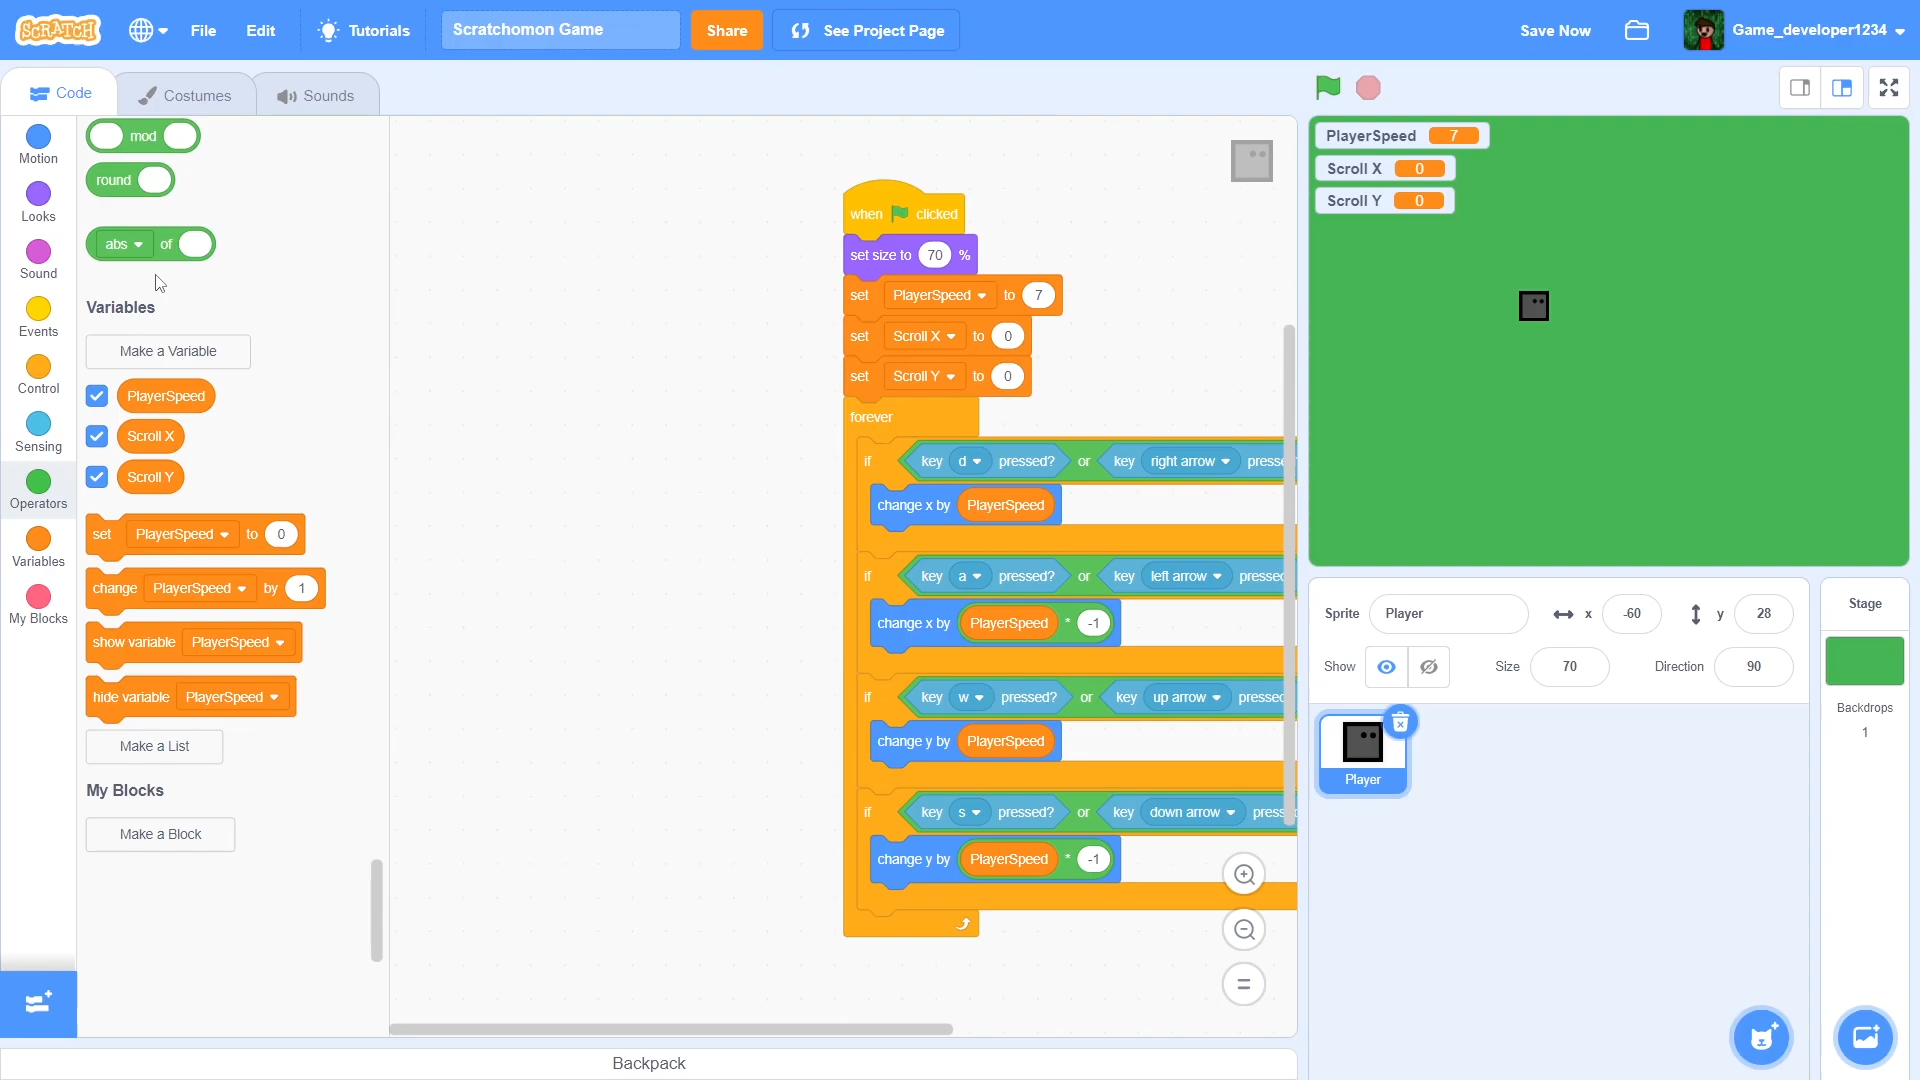 SCRATCH File Edit Tutorials Scratchomon Game Share See Project Page Save Now Game_developer1234
Code Costumes Sounds
Motion
Looks
Sound
Events
Control
Sensing
Operators
Variables
My Blocks
mod
round
abs of
Variables
Make a Variable
PlayerSpeed
Scroll X
Scroll Y
set PlayerSpeed to 0
change PlayerSpeed by 1
show variable PlayerSpeed
hide variable PlayerSpeed
Make a List
My Blocks
Make a Block
when clicked
set size to 70 %
set PlayerSpeed to 7
set Scroll X to 0
set Scroll Y to 0
forever
if key d pressed? or key right arrow presse
change x by PlayerSpeed
if key a pressed? or key left arrow pressed
change x by PlayerSpeed * -1
if key w pressed? or key up arrow pressed
change y by PlayerSpeed
if key s pressed? or key down arrow press
change y by PlayerSpeed * -1
PlayerSpeed 7
Scroll X 0
Scroll Y 0
Sprite Player x -60 y 28
Show Size 70 Direction 90
Player
Stage
Backdrops
1
Backpack